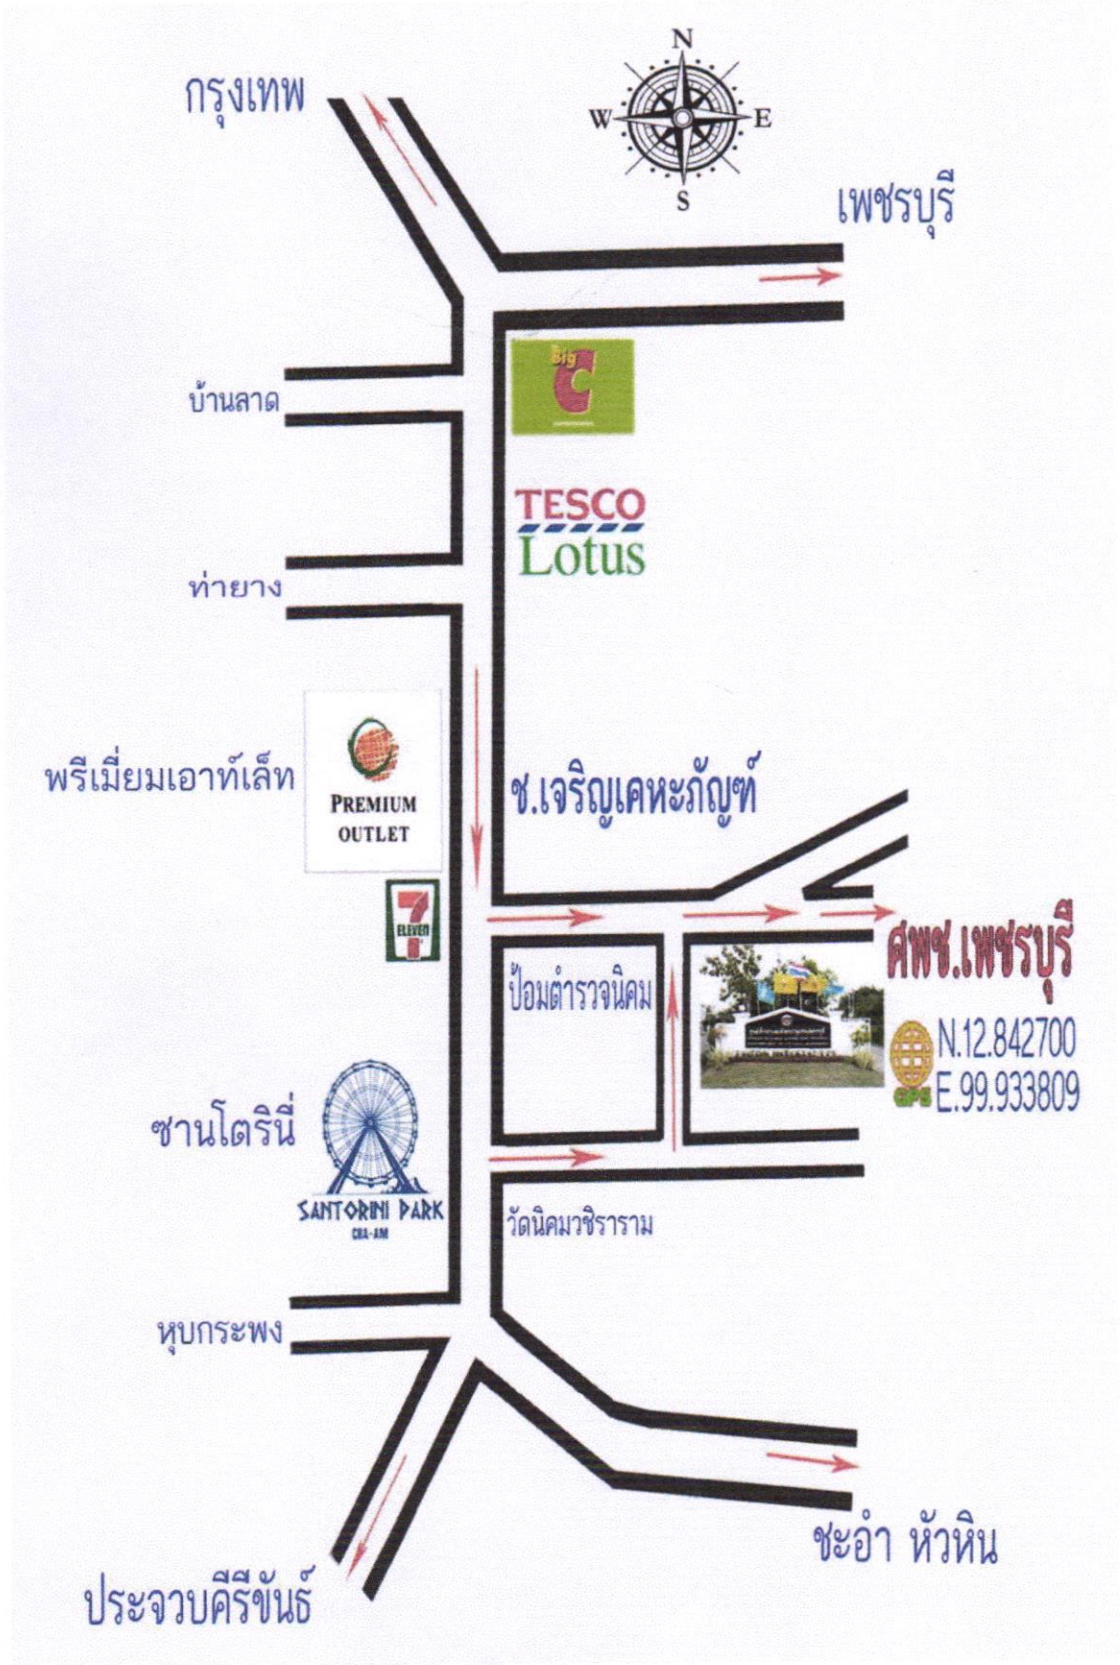 N
W
E
S
กรุงเทพ
เพชรบุรี
Big
C
บ้านลาด
TESCO
Lotus
ท่ายาง
พรีเมี่ยมเอาท์เล็ท
PREMIUM
OUTLET
ช.เจริญเคหะภัญฑ์
7
ELEVEN
ศพช.เพชรบุรี
ป้อมตำรวจนิคม
GPS
N.12.842700
E.99.933809
ซานโตรินี่
SANTORINI PARK
CHA-AM
วัดนิคมวชิราราม
หุบกระพง
ชะอำ หัวหิน
ประจวบคีรีขันธ์